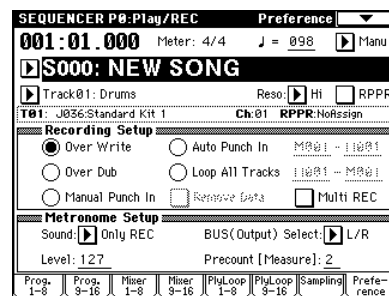 SEQUENCER P0:Play/REC Preference
001:01.000 Meter: 4/4 ♩ = 098 Manu
S000: NEW SONG
Track01: Drums Reso: Hi RPPR
T01: J036:Standard Kit 1 Ch:01 RPPR:NoAssign
Recording Setup
Over Write Auto Punch In M001 - M001
Over Dub Loop All Tracks M001 - M001
Manual Punch In Remove Data Multi REC
Metronome Setup
Sound: Only REC BUS(Output) Select: L/R
Level: 127 Precount [Measure]: 2
Prog. 1-8 Prog. 9-16 Mixer 1-8 Mixer 9-16 PlyLoop 1-8 PlyLoop 9-16 Sampling Prefe-rence